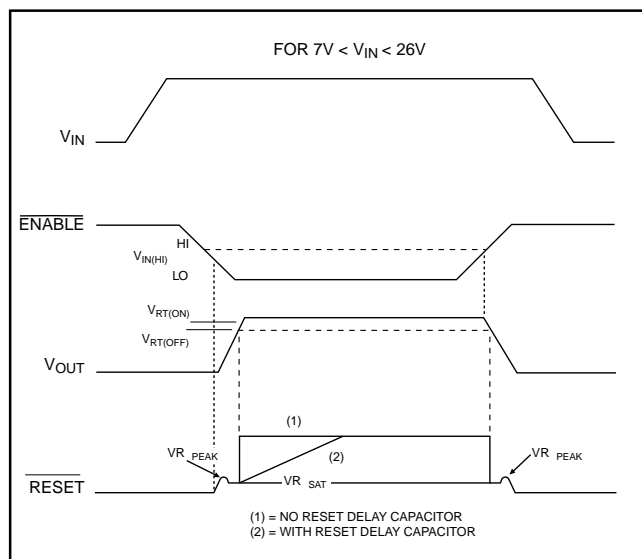 FOR 7V < VIN < 26V
VIN
ENABLE
HI
VIN(HI)
LO
VRT(ON)
VRT(OFF)
VOUT
(1)
(2)
VR PEAK
VR PEAK
VR SAT
RESET
(1) = NO RESET DELAY CAPACITOR
(2) = WITH RESET DELAY CAPACITOR